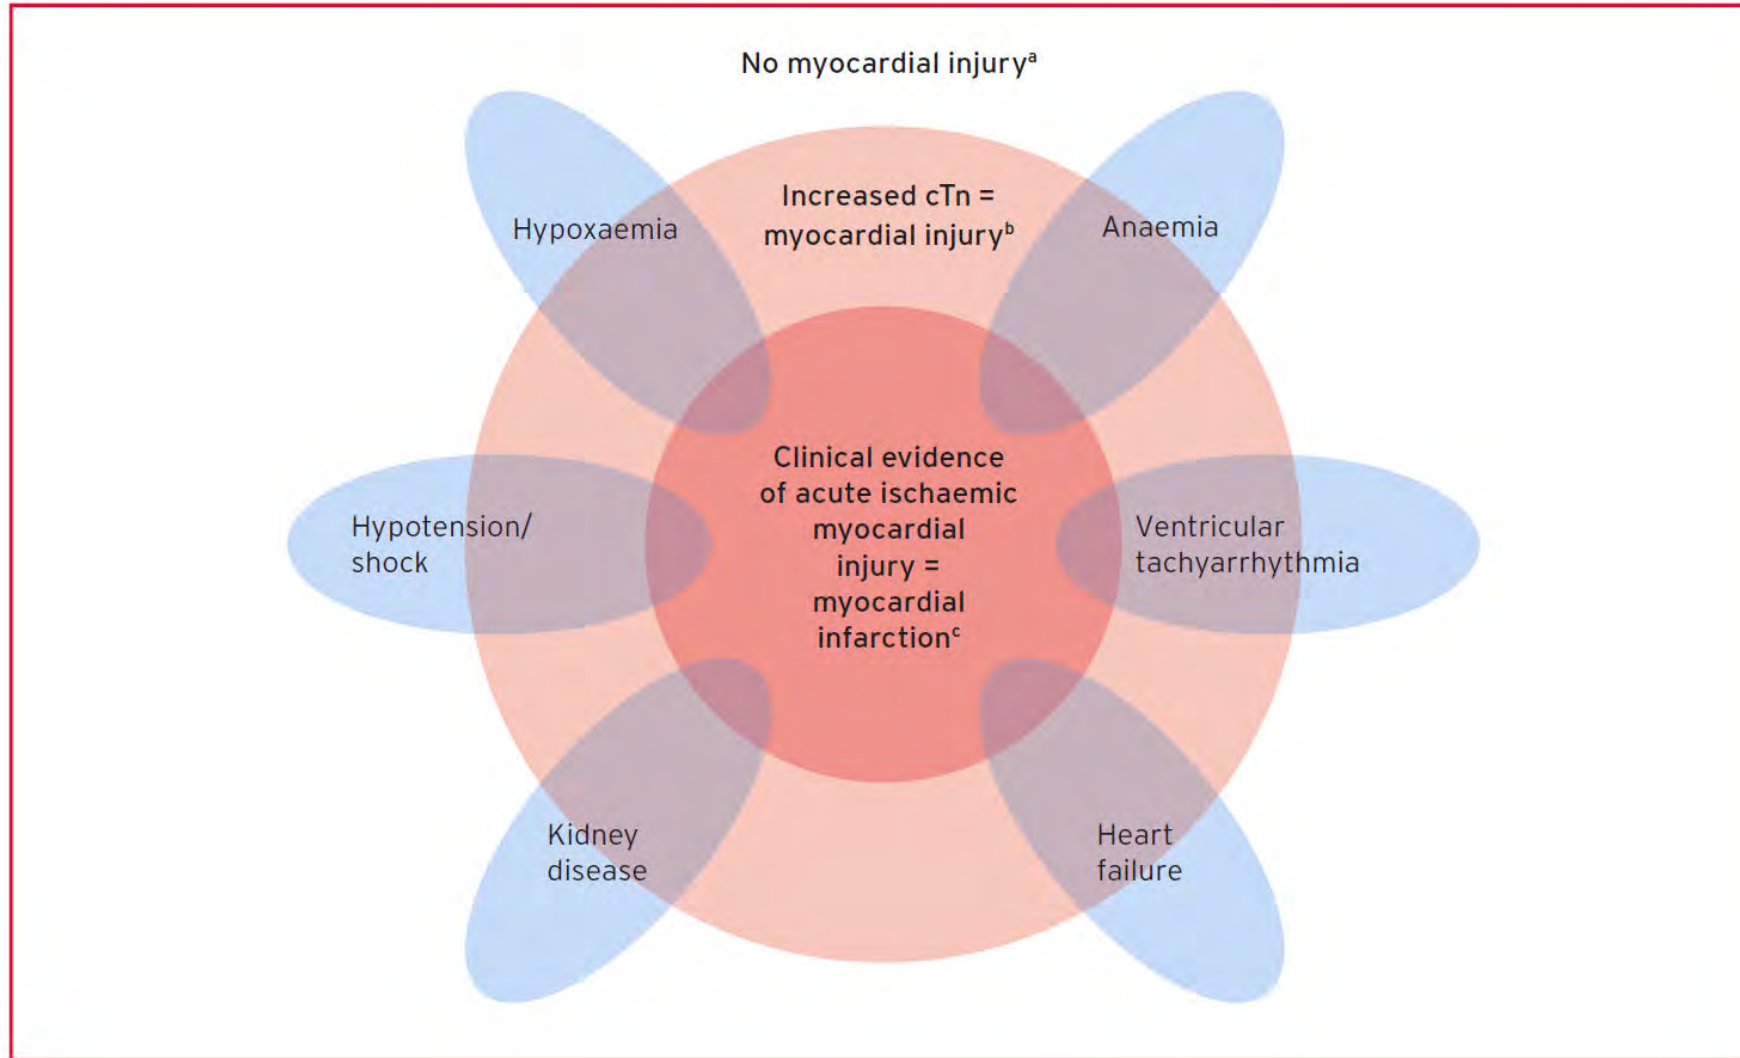 No myocardial injuryᵃ
Increased cTn =
myocardial injuryᵇ
Hypoxaemia
Anaemia
Clinical evidence
of acute ischaemic
myocardial
injury =
myocardial
infarctionᶜ
Hypotension/
shock
Ventricular
tachyarrhythmia
Kidney
disease
Heart
failure